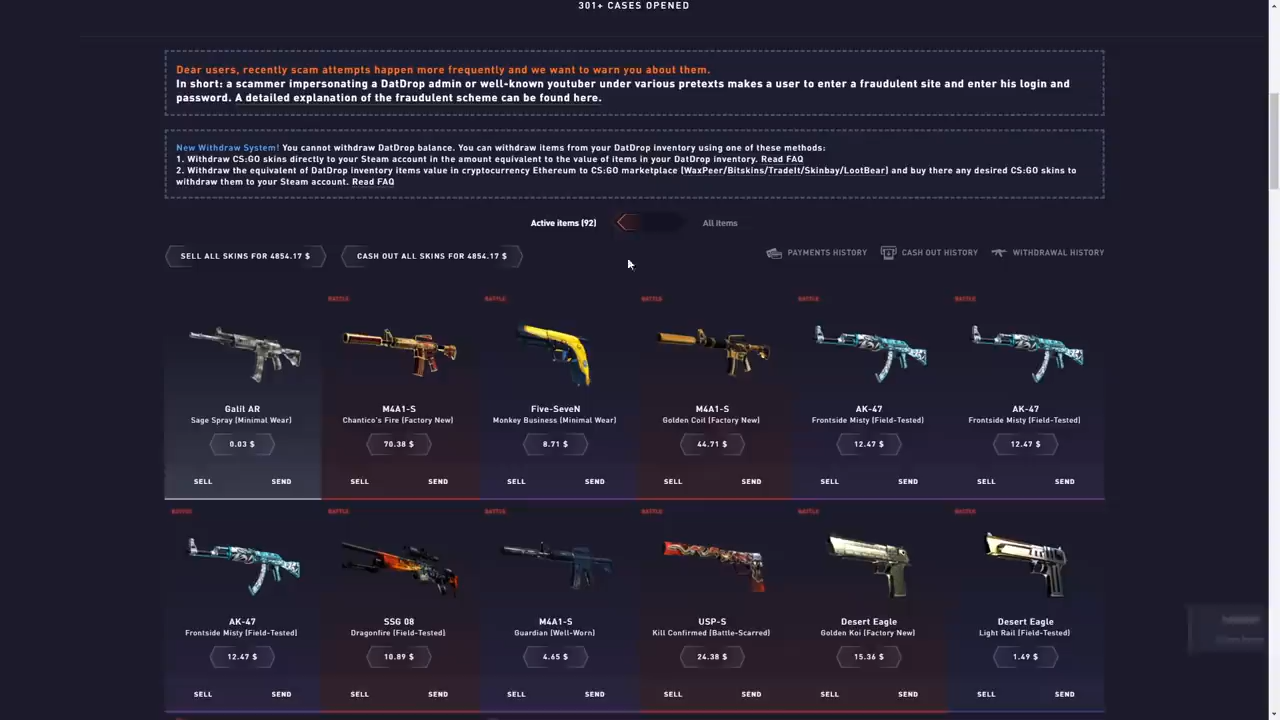 301+ CASES OPENED
Dear users, recently scam attempts happen more frequently and we want to warn you about them.
In short: a scammer impersonating a DatDrop admin or well-known youtuber under various pretexts makes a user to enter a fraudulent site and enter his login and
password. A detailed explanation of the fraudulent scheme can be found here.
New Withdraw System! You cannot withdraw DatDrop balance. You can withdraw items from your DatDrop inventory using one of these methods:
1. Withdraw CS:GO skins directly to your Steam account in the amount equivalent to the value of items in your DatDrop inventory. Read FAQ
2. Withdraw the equivalent of DatDrop inventory items value in cryptocurrency Ethereum to CS:GO marketplace (WaxPeer/Bitskins/TradeIt/Skinbay/LootBear) and buy there any desired CS:GO skins to
withdraw them to your Steam account. Read FAQ
Active items (92) All items
SELL ALL SKINS FOR 4854.17 $ CASH OUT ALL SKINS FOR 4854.17 $ PAYMENTS HISTORY CASH OUT HISTORY WITHDRAWAL HISTORY
BATTLE BATTLE BATTLE BATTLE BATTLE
Galil AR M4A1-S Five-SeveN M4A1-S AK-47 AK-47
Sage Spray (Minimal Wear) Chantico's Fire (Factory New) Monkey Business (Minimal Wear) Golden Coil (Factory New) Frontside Misty (Field-Tested) Frontside Misty (Field-Tested)
0.03 $ 70.38 $ 8.71 $ 44.71 $ 12.47 $ 12.47 $
SELL SEND SELL SEND SELL SEND SELL SEND SELL SEND SELL SEND
BATTLE BATTLE BATTLE BATTLE BATTLE BATTLE
AK-47 SSG 08 M4A1-S USP-S Desert Eagle Desert Eagle
Frontside Misty (Field-Tested) Dragonfire (Field-Tested) Guardian (Well-Worn) Kill Confirmed (Battle-Scarred) Golden Koi (Factory New) Light Rail (Field-Tested)
12.47 $ 10.89 $ 4.65 $ 24.38 $ 15.36 $ 1.49 $
SELL SEND SELL SEND SELL SEND SELL SEND SELL SEND SELL SEND